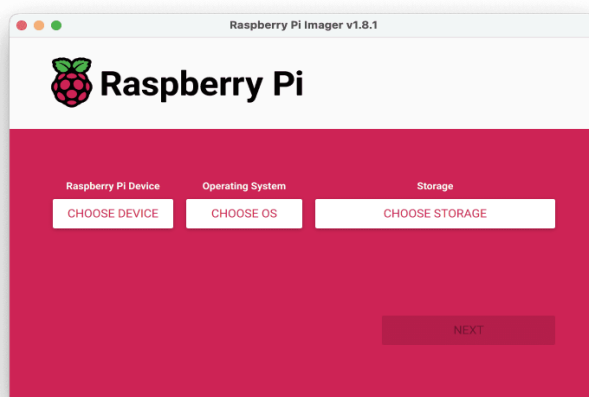 Raspberry Pi Imager v1.8.1
Raspberry Pi
Raspberry Pi Device Operating System Storage
CHOOSE DEVICE CHOOSE OS CHOOSE STORAGE
NEXT